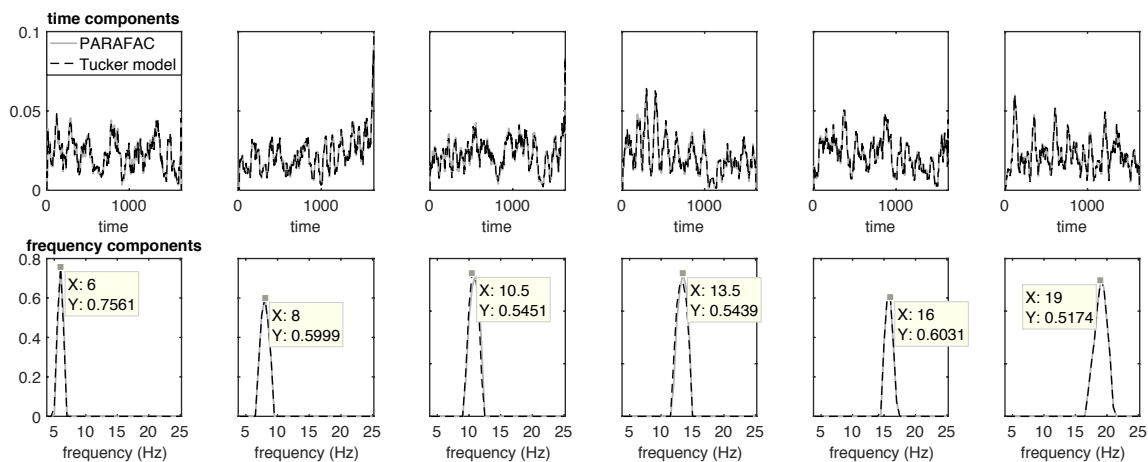 time components
0.1
0.05
0
PARAFAC
Tucker model
0 1000
0 1000
0 1000
0 1000
0 1000
0 1000
time time time time time time
frequency components
0.8
0.6
0.4
0.2
0
X: 6
Y: 0.7561
X: 8
Y: 0.5999
X: 10.5
Y: 0.5451
X: 13.5
Y: 0.5439
X: 16
Y: 0.6031
X: 19
Y: 0.5174
5 10 15 20 25
5 10 15 20 25
5 10 15 20 25
5 10 15 20 25
5 10 15 20 25
5 10 15 20 25
frequency (Hz) frequency (Hz) frequency (Hz) frequency (Hz) frequency (Hz) frequency (Hz)